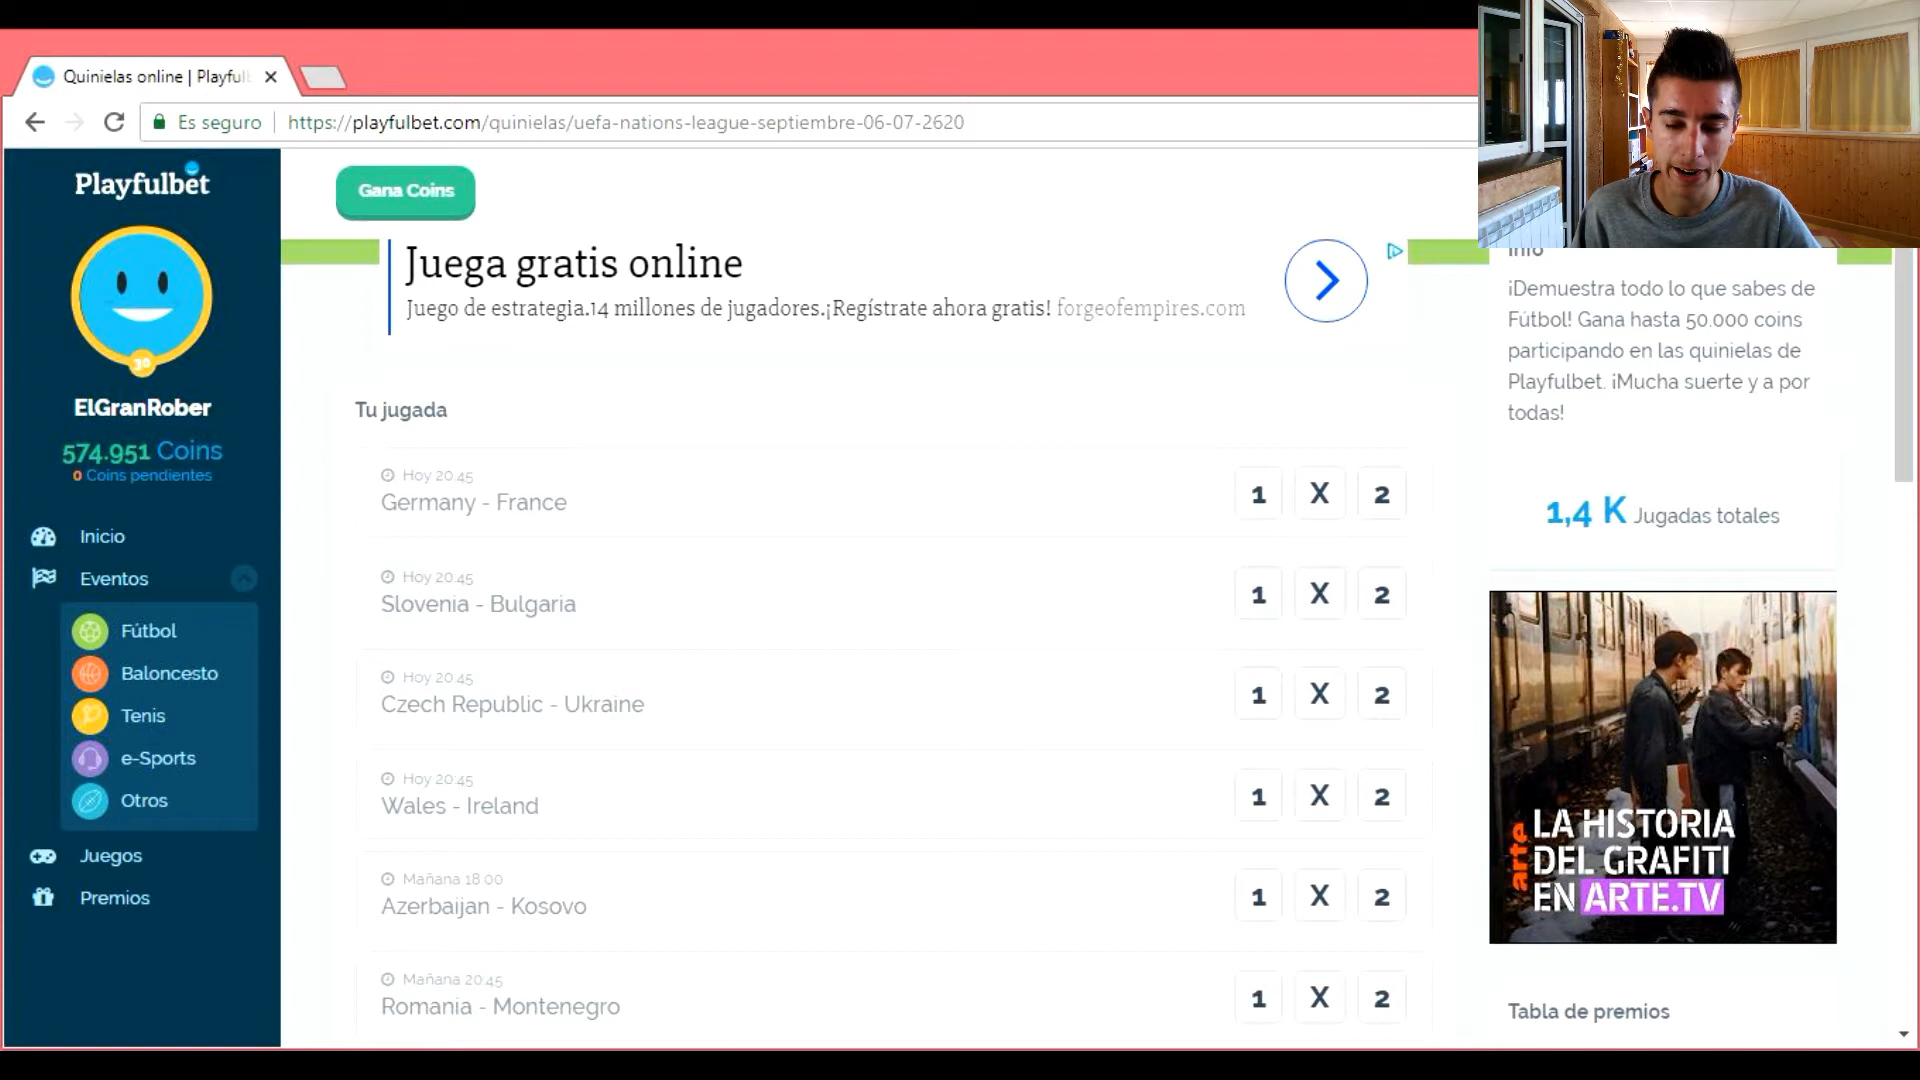 Quinielas online | Playful
Es seguro
https://playfulbet.com/quinielas/uefa-nations-league-septiembre-06-07-2620
Playfulbet
30
ElGranRober
574.951 Coins
0 Coins pendientes
Inicio
Eventos
Fútbol
Baloncesto
Tenis
e-Sports
Otros
Juegos
Premios
Gana Coins
Juega gratis online
Juego de estrategia.14 millones de jugadores.¡Regístrate ahora gratis! forgeofempires.com
Tu jugada
Hoy 20:45
Germany - France
1 X 2
Hoy 20:45
Slovenia - Bulgaria
1 X 2
Hoy 20:45
Czech Republic - Ukraine
1 X 2
Hoy 20:45
Wales - Ireland
1 X 2
Mañana 18:00
Azerbaijan - Kosovo
1 X 2
Mañana 20:45
Romania - Montenegro
1 X 2
Info
¡Demuestra todo lo que sabes de
Fútbol! Gana hasta 50.000 coins
participando en las quinielas de
Playfulbet. ¡Mucha suerte y a por
todas!
1,4 K Jugadas totales
arte
LA HISTORIA
DEL GRAFITI
EN ARTE.TV
Tabla de premios